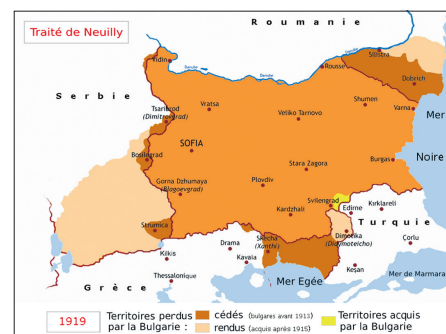 Traité de Neuilly
Roumanie
Vidin
Danube
Danube
Danube
Rousse
Silistra
Dobrich
Serbie
Vratsa
Tsaribrod
(Dimitrovgrad)
Veliko Tarnovo
Shumen
Varna
Mer
Noire
SOFIA
Bosilegrad
Stara Zagora
Burgas
Gorna Dzhumaya
(Blagoevgrad)
Plovdiv
Svilengrad
Kardzhali
Edirne
Kırklareli
Strumica
Turquie
Dimotika
(Didymoteicho)
Çorlu
Drama
Skecha
(Xanthi)
Kilkis
Kavala
Keşan
Thessalonique
Grèce
Mer Egée
Mer de Marmara
1919
Territoires perdus
par la Bulgarie :
cédés (bulgares avant 1913)
rendus (acquis après 1915)
Territoires acquis
par la Bulgarie